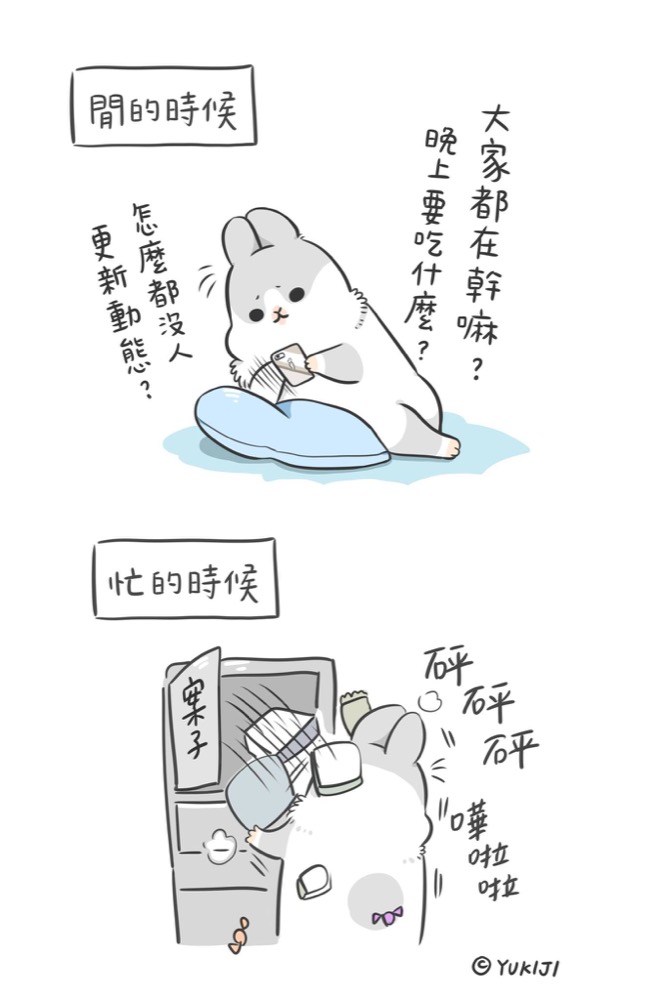 閒的時候
大家都在幹嘛?
晚上要吃什麼?
怎麼都沒人
更新動態?
忙的時候
案子
砰
砰
砰
嘩
啦
啦
© YUKIJI